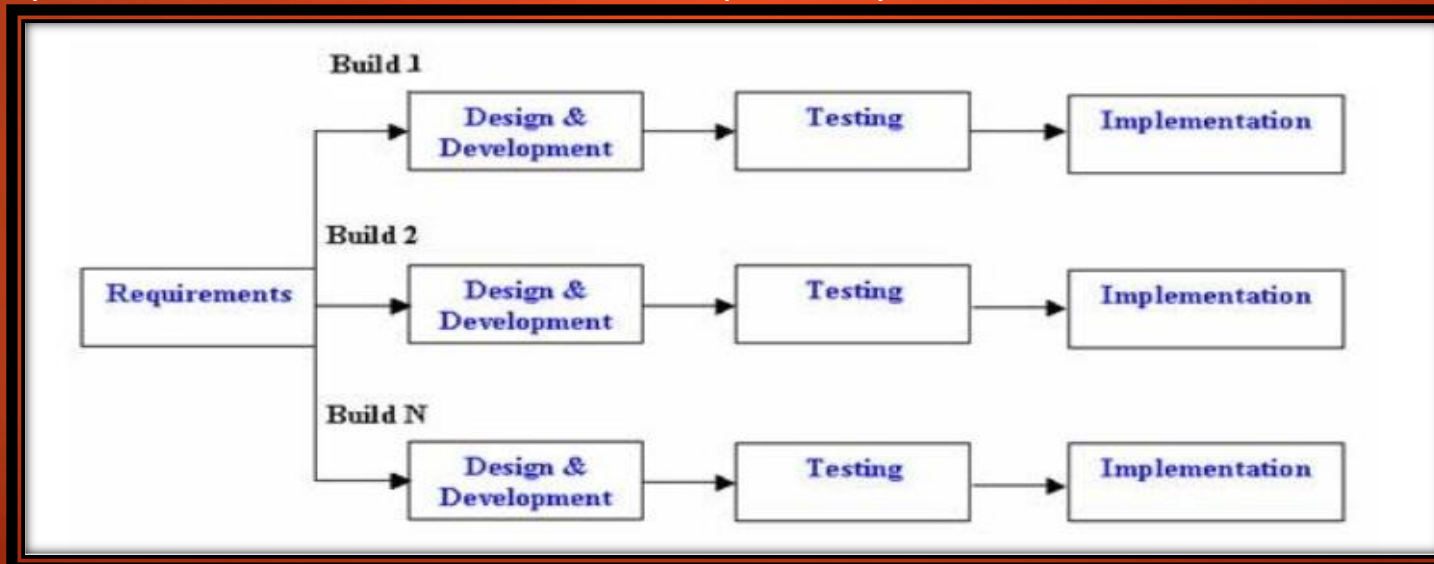 Build 1
Design &
Development
Testing
Implementation
Build 2
Requirements
Design &
Development
Testing
Implementation
Build N
Design &
Development
Testing
Implementation